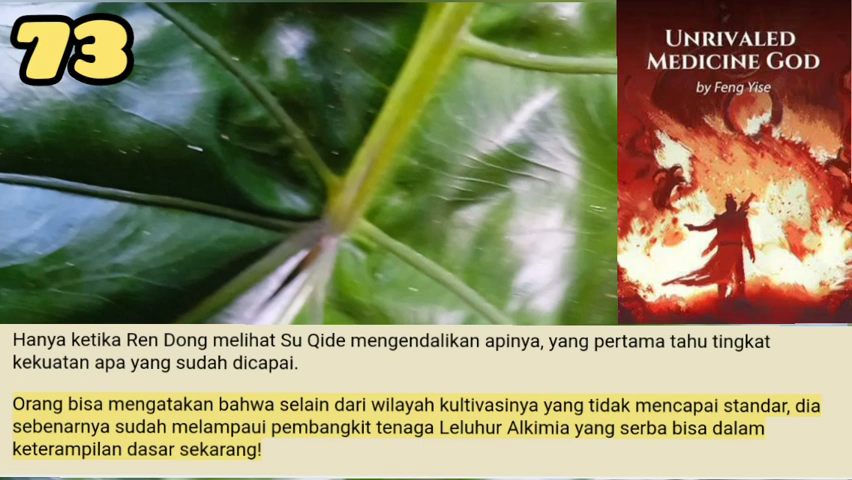 73
UNRIVALED
MEDICINE GOD
by Feng Yise
Hanya ketika Ren Dong melihat Su Qide mengendalikan apinya, yang pertama tahu tingkat
kekuatan apa yang sudah dicapai.
Orang bisa mengatakan bahwa selain dari wilayah kultivasinya yang tidak mencapai standar, dia
sebenarnya sudah melampaui pembangkit tenaga Leluhur Alkimia yang serba bisa dalam
keterampilan dasar sekarang!